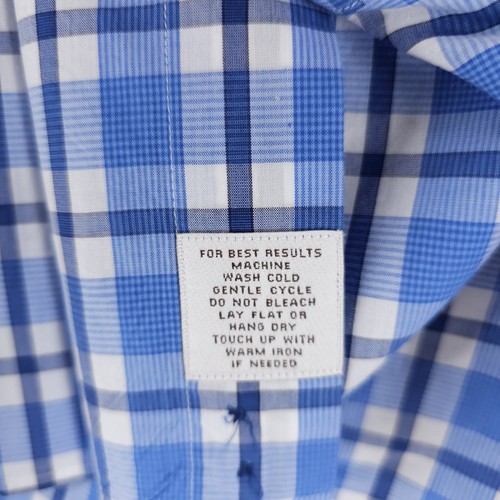 FOR BEST RESULTS
MACHINE
WASH COLD
GENTLE CYCLE
DO NOT BLEACH
LAY FLAT OR
HANG DRY
TOUCH UP WITH
WARM IRON
IF NEEDED